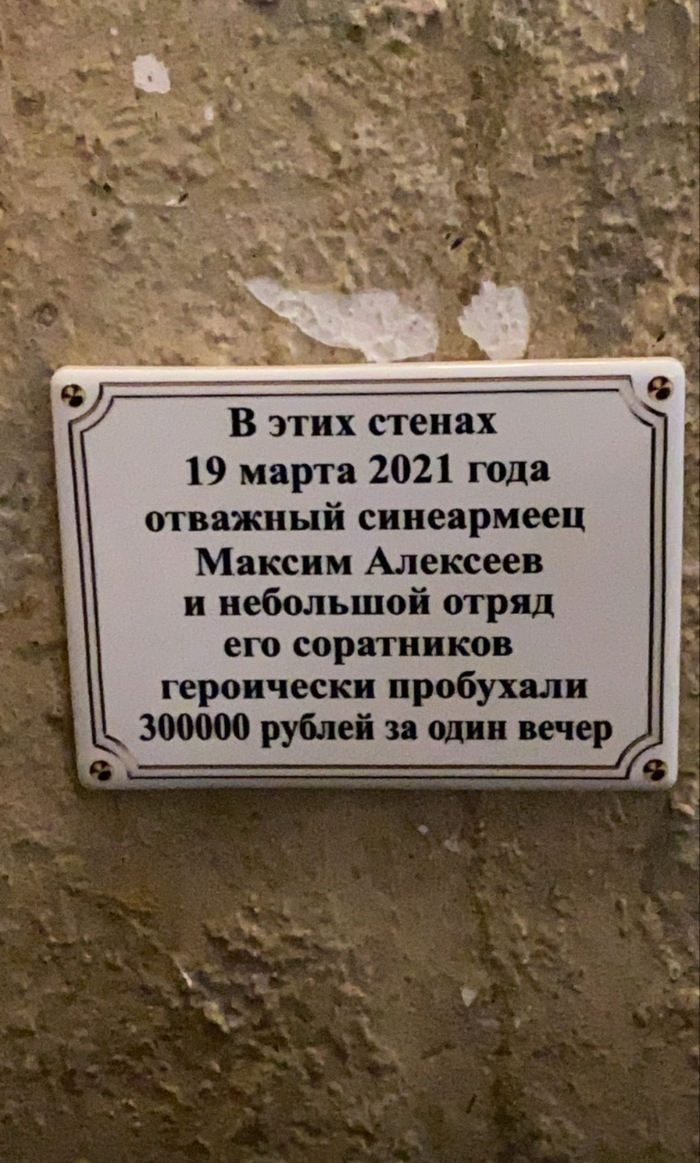 В этих стенах
19 марта 2021 года
отважный синеармеец
Максим Алексеев
и небольшой отряд
его соратников
героически пробухали
300000 рублей за один вечер